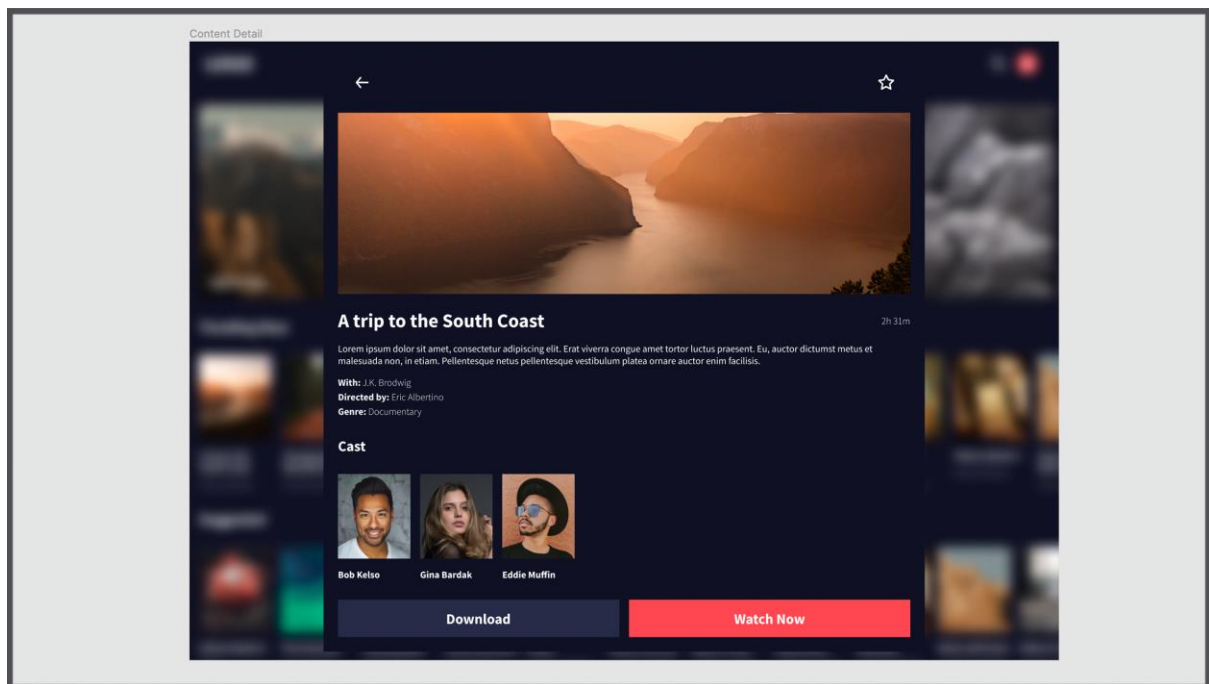 Content Detail
A trip to the South Coast
2h 31m
Lorem ipsum dolor sit amet, consectetur adipiscing elit. Erat viverra congue amet tortor luctus praesent. Eu, auctor dictumst metus et
malesuada non, in etiam. Pellentesque netus pellentesque vestibulum platea ornare auctor enim facilisis.
With: J.K. Brodwig
Directed by: Eric Albertino
Genre: Documentary
Cast
Bob Kelso
Gina Bardak
Eddie Muffin
Download
Watch Now